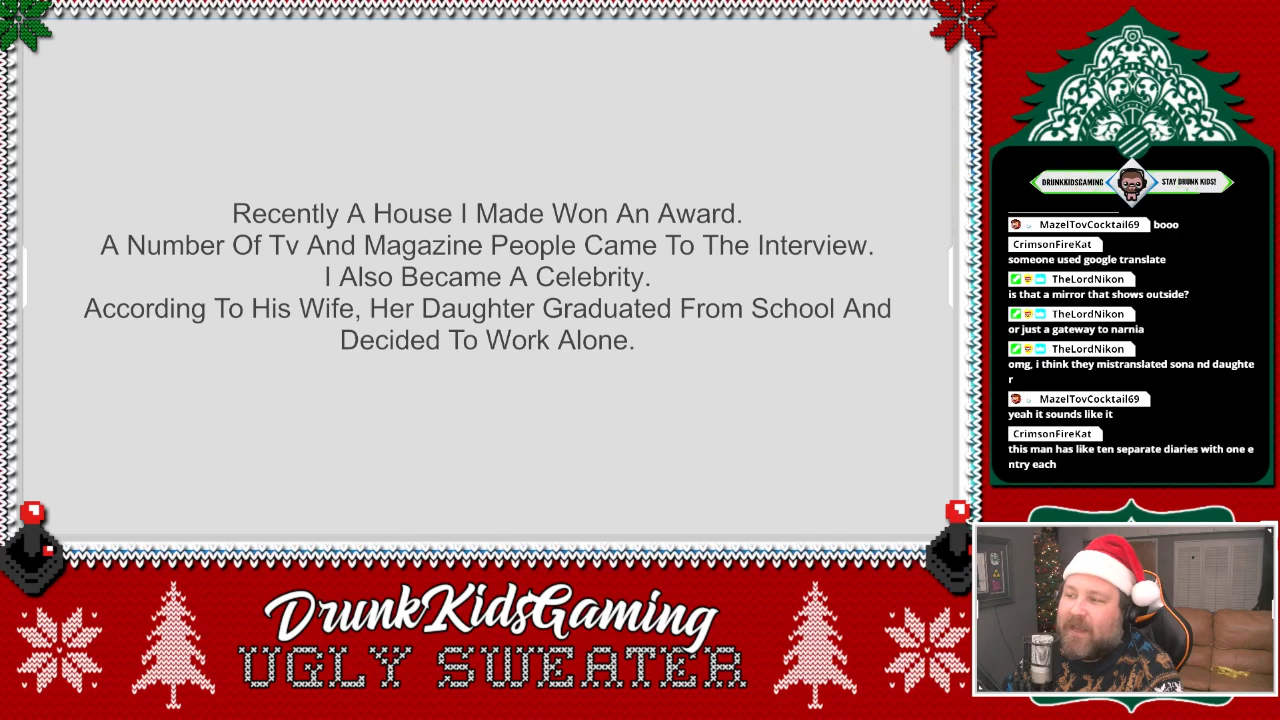 Recently A House I Made Won An Award.
A Number Of Tv And Magazine People Came To The Interview.
I Also Became A Celebrity.
According To His Wife, Her Daughter Graduated From School And
Decided To Work Alone.
DRUNKKIDSGAMING STAY DRUNK KIDS!
MazelTovCocktail69 booo
CrimsonFireKat
someone used google translate
TheLordNikon
is that a mirror that shows outside?
TheLordNikon
or just a gateway to narnia
TheLordNikon
omg, i think they mistranslated sona nd daughte
r
MazelTovCocktail69
yeah it sounds like it
CrimsonFireKat
this man has like ten separate diaries with one e
ntry each
DrunkKidsGaming
UGLY SWEATER